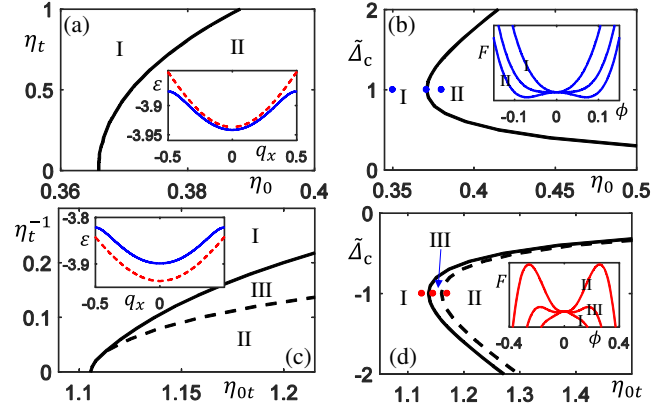 (a)
η_t
1
0.5
0
I
II
ε
-3.9
-3.95
-0.5
0
0.5
q_x
0.36
0.38
0.4
η_0
(b)
Δ̃_c
2
1
0
I
II
F
I
II
-0.1
0
0.1
ϕ
0.35
0.4
0.45
0.5
η_0
(c)
η_t^{-1}
0.2
0.1
0
-3.8
ε
-3.9
-0.5
0
0.5
q_x
I
III
II
1.1
1.15
1.2
η_{0t}
(d)
Δ̃_c
-0
-1
-2
III
I
II
F
II
III
I
-0.4
0
0.4
ϕ
1.1
1.2
1.3
1.4
η_{0t}